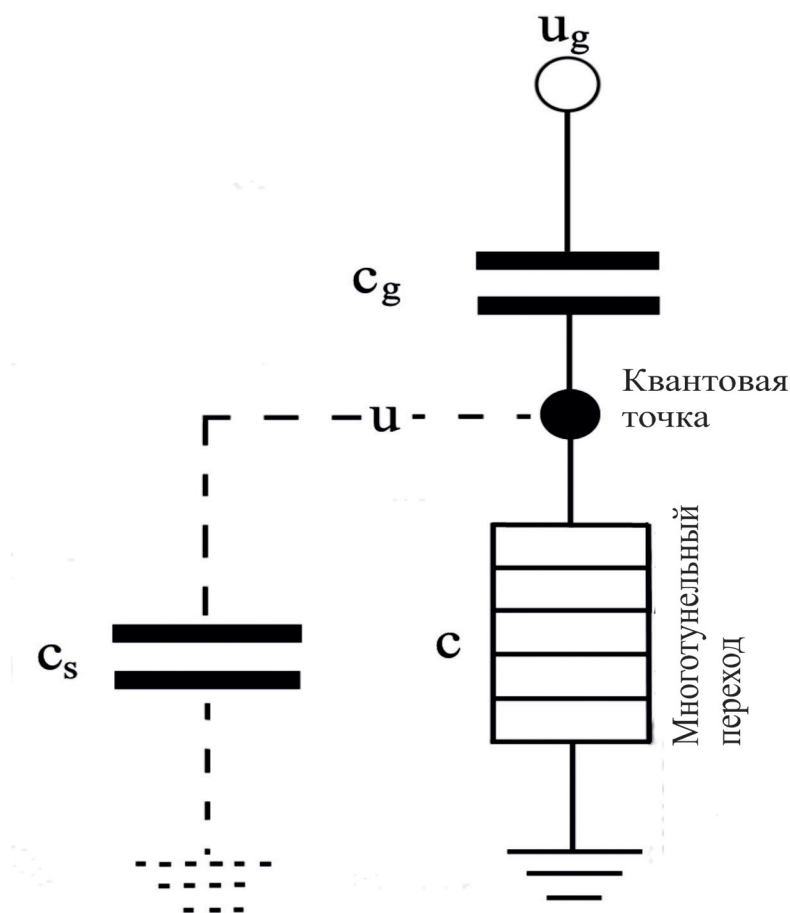 u_g
c_g
Квантовая
точка
u
c_s
c
Многотунельный
переход